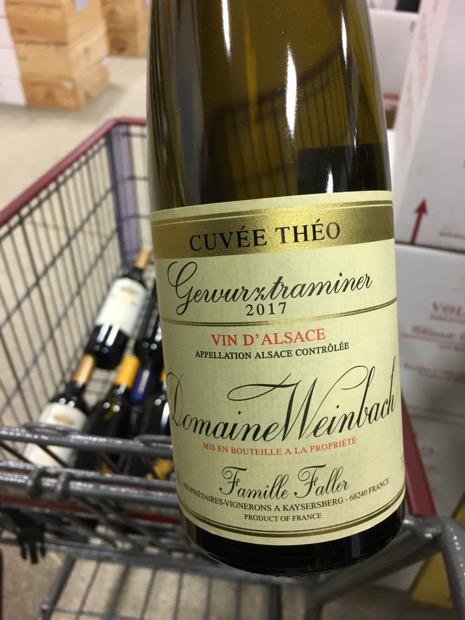 CUVÉE THÉO
Gewurztraminer
2017
VIN D'ALSACE
APPELLATION ALSACE CONTRÔLÉE
Domaine Weinbach
MIS EN BOUTEILLE A LA PROPRIÉTÉ
Famille Faller
PROPRIÉTAIRES-VIGNERONS A KAYSERSBERG - 68240 FRANCE
PRODUCT OF FRANCE